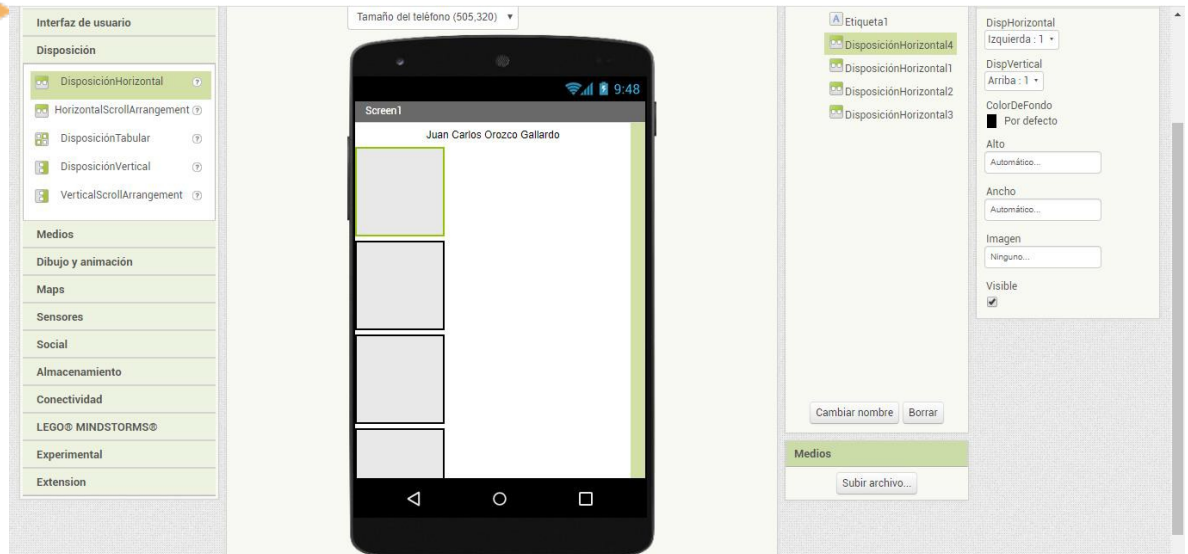 Interfaz de usuario
Disposición
DisposiciónHorizontal ?
HorizontalScrollArrangement ?
DisposiciónTabular ?
DisposiciónVertical ?
VerticalScrollArrangement ?
Medios
Dibujo y animación
Maps
Sensores
Social
Almacenamiento
Conectividad
LEGO® MINDSTORMS®
Experimental
Extension
Tamaño del teléfono (505,320)
9:48
Screen1
Juan Carlos Orozco Gallardo
A Etiqueta1
DisposiciónHorizontal4
DisposiciónHorizontal1
DisposiciónHorizontal2
DisposiciónHorizontal3
Cambiar nombre Borrar
Medios
Subir archivo...
DispHorizontal
Izquierda : 1
DispVertical
Arriba : 1
ColorDeFondo
Por defecto
Alto
Automático...
Ancho
Automático...
Imagen
Ninguno...
Visible